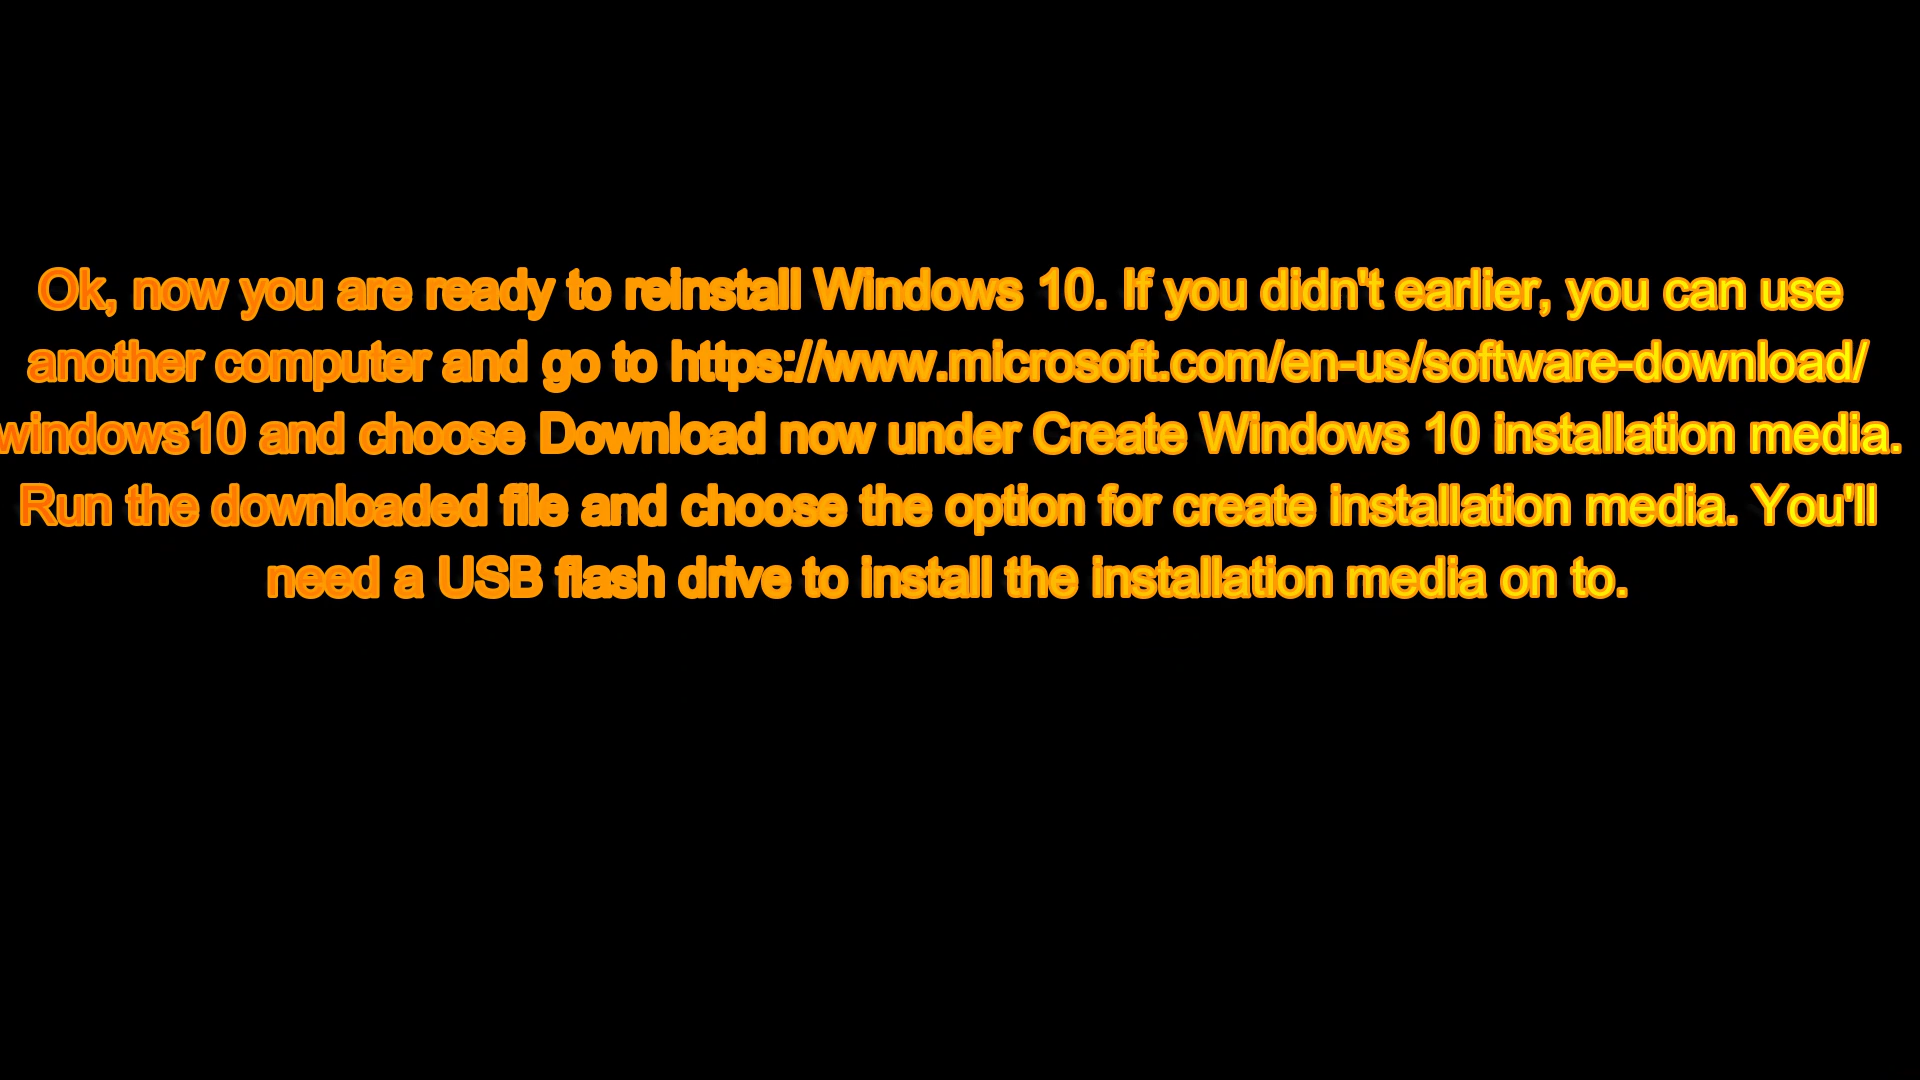 Ok, now you are ready to reinstall Windows 10. If you didn't earlier, you can use
another computer and go to https://www.microsoft.com/en-us/software-download/
windows10 and choose Download now under Create Windows 10 installation media.
Run the downloaded file and choose the option for create installation media. You'll
need a USB flash drive to install the installation media on to.